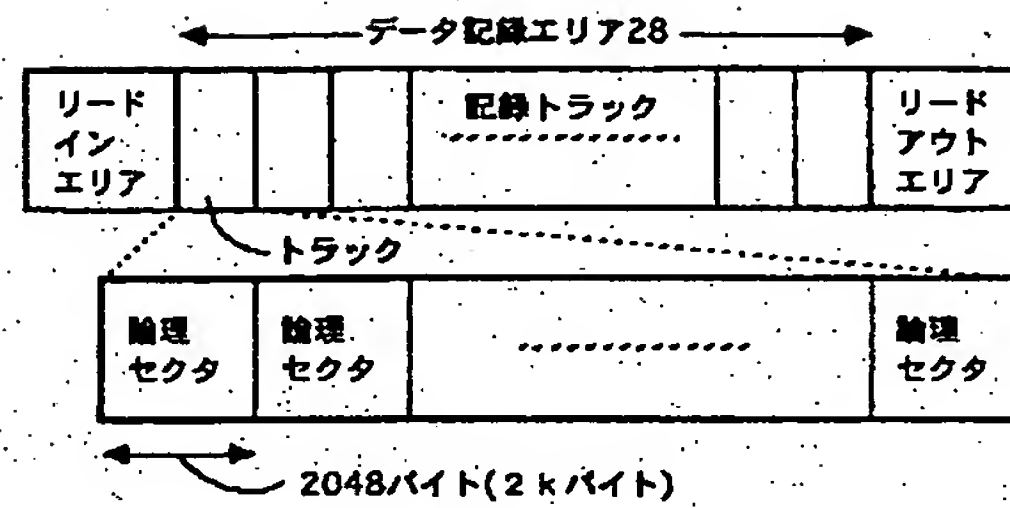 データ記録エリア28
リード
イン
エリア
記録トラック
リード
アウト
エリア
トラック
論理
セクタ
論理
セクタ
論理
セクタ
2048バイト(2kバイト)